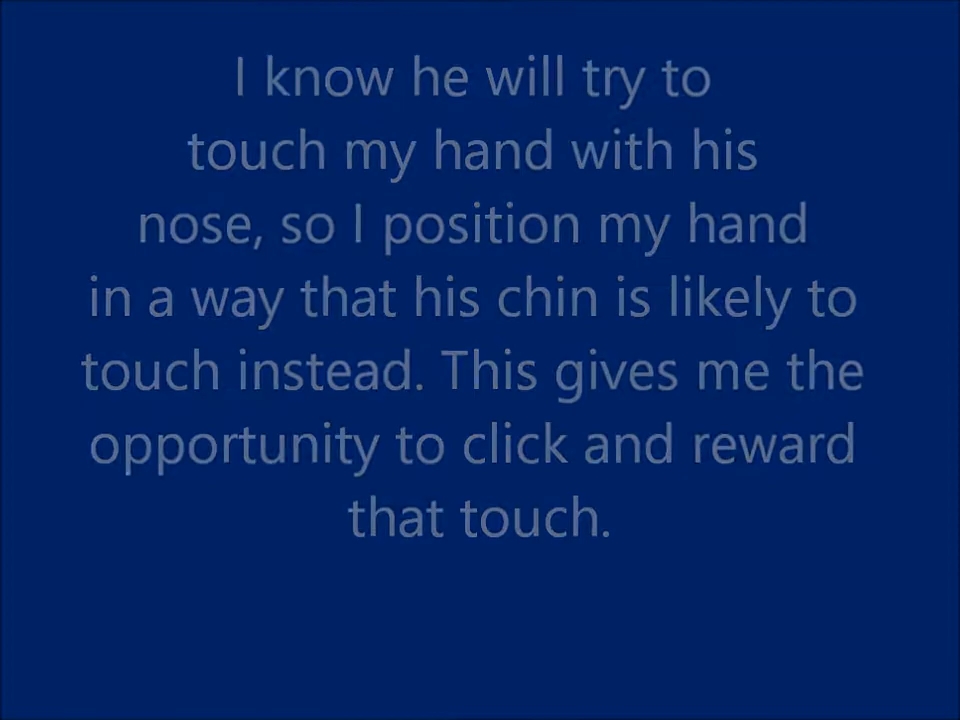 I know he will try to
touch my hand with his
nose, so I position my hand
in a way that his chin is likely to
touch instead. This gives me the
opportunity to click and reward
that touch.